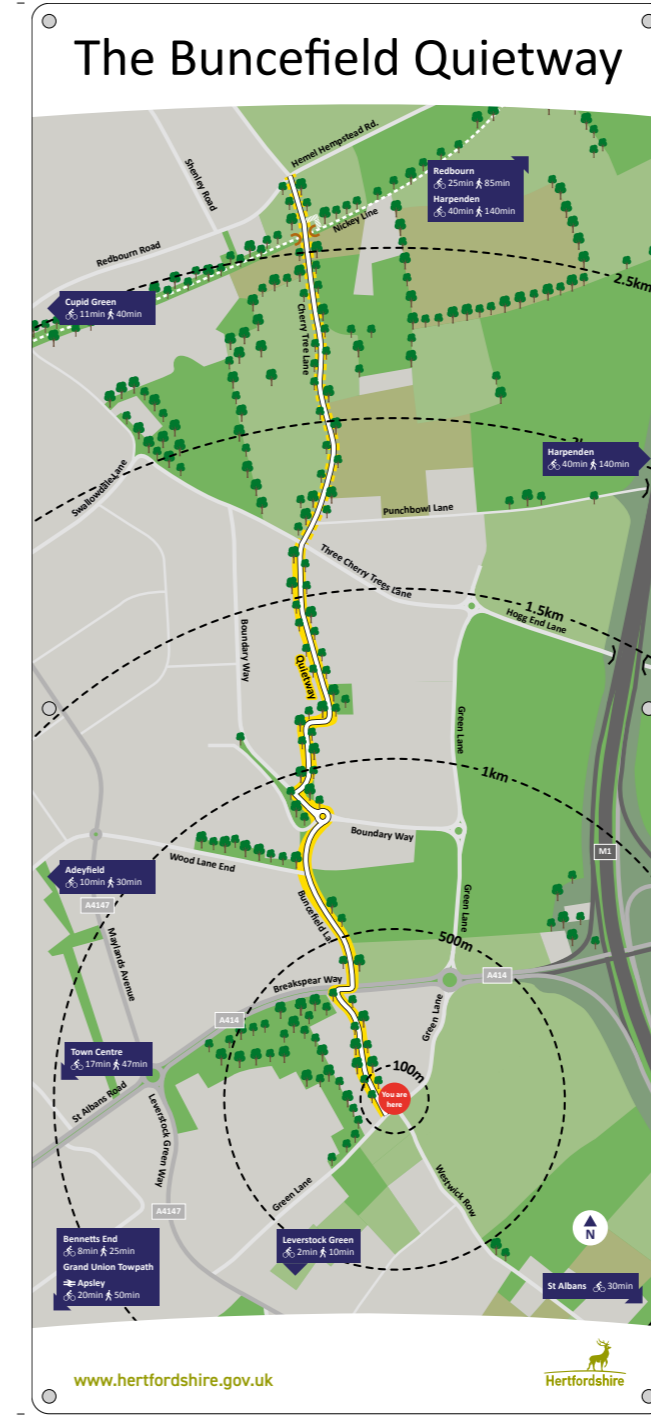 The Buncefield Quietway
Hemel Hempstead Rd.
Shenley Road
Redbourn
25min 85min
Harpenden
40min 140min
Nickey Line
Redbourn Road
2.5km
Cupid Green
11min 40min
Cherry Tree Lane
Harpenden
40min 140min
Swallowdale Lane
Punchbowl Lane
Three Cherry Trees Lane
1.5km
Hogg End Lane
Boundary Way
Quietway
Green Lane
1km
Boundary Way
M1
Wood Lane End
Adeyfield
10min 30min
A4147
Buncefield La
Green Lane
Maylands Avenue
500m
Breakspear Way
A414
A414
Green Lane
Town Centre
17min 47min
100m
You are
here
St Albans Road
Leverstock Green Way
Green Lane
Westwick Row
A4147
N
Bennetts End
8min 25min
Grand Union Towpath
Apsley
20min 50min
Leverstock Green
2min 10min
St Albans 30min
www.hertfordshire.gov.uk
Hertfordshire